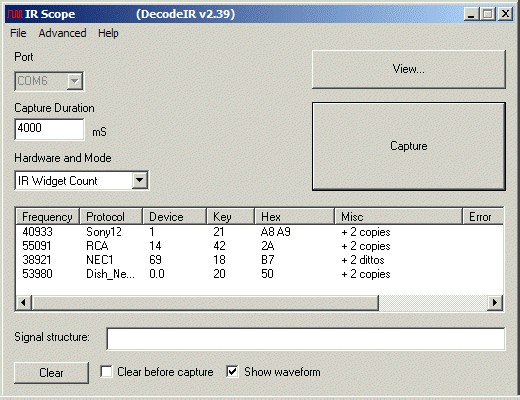 IR Scope (DecodeIR v2.39)
File Advanced Help
Port
COM6
View...
Capture Duration
4000 mS
Capture
Hardware and Mode
IR Widget Count
Frequency Protocol Device Key Hex Misc Error
40933 Sony12 1 21 A8 A9 + 2 copies
55091 RCA 14 42 2A + 2 copies
38921 NEC1 69 18 B7 + 2 dittos
53980 Dish_Ne... 0.0 20 50 + 2 copies
Signal structure:
Clear Clear before capture Show waveform